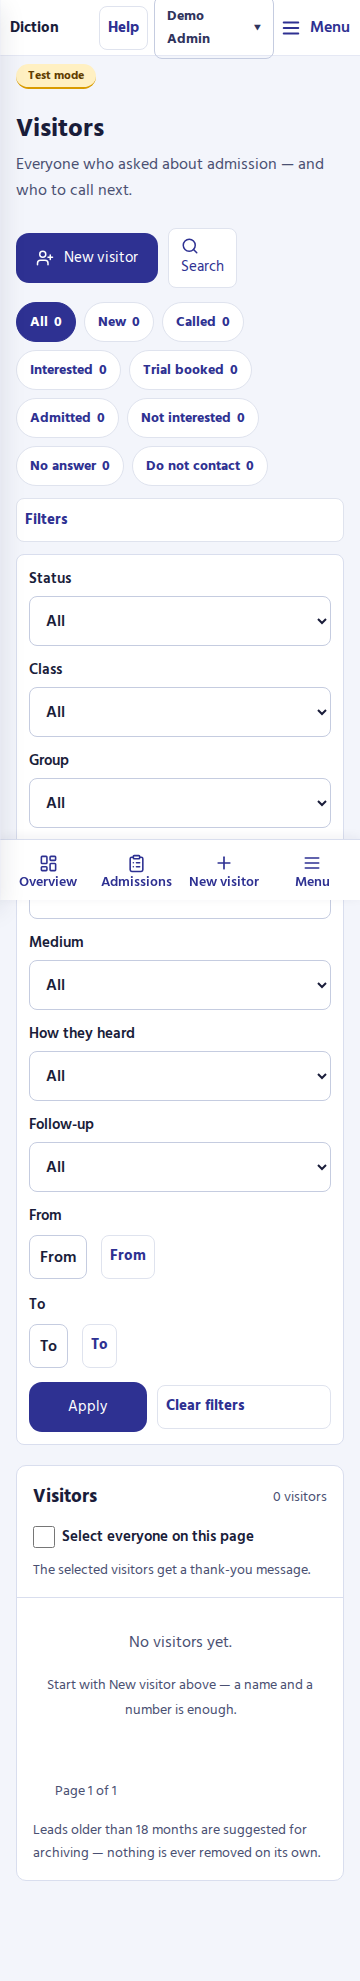 Diction
Help
Demo
Admin
Menu
Test mode
Visitors
Everyone who asked about admission — and
who to call next.
New visitor
Search
All 0
New 0
Called 0
Interested 0
Trial booked 0
Admitted 0
Not interested 0
No answer 0
Do not contact 0
Filters
Status
All
Class
All
Group
All
Overview
Admissions
New visitor
Menu
Medium
All
How they heard
All
Follow-up
All
From
From
From
To
To
To
Apply
Clear filters
Visitors
0 visitors
Select everyone on this page
The selected visitors get a thank-you message.
No visitors yet.
Start with New visitor above — a name and a
number is enough.
Page 1 of 1
Leads older than 18 months are suggested for
archiving — nothing is ever removed on its own.